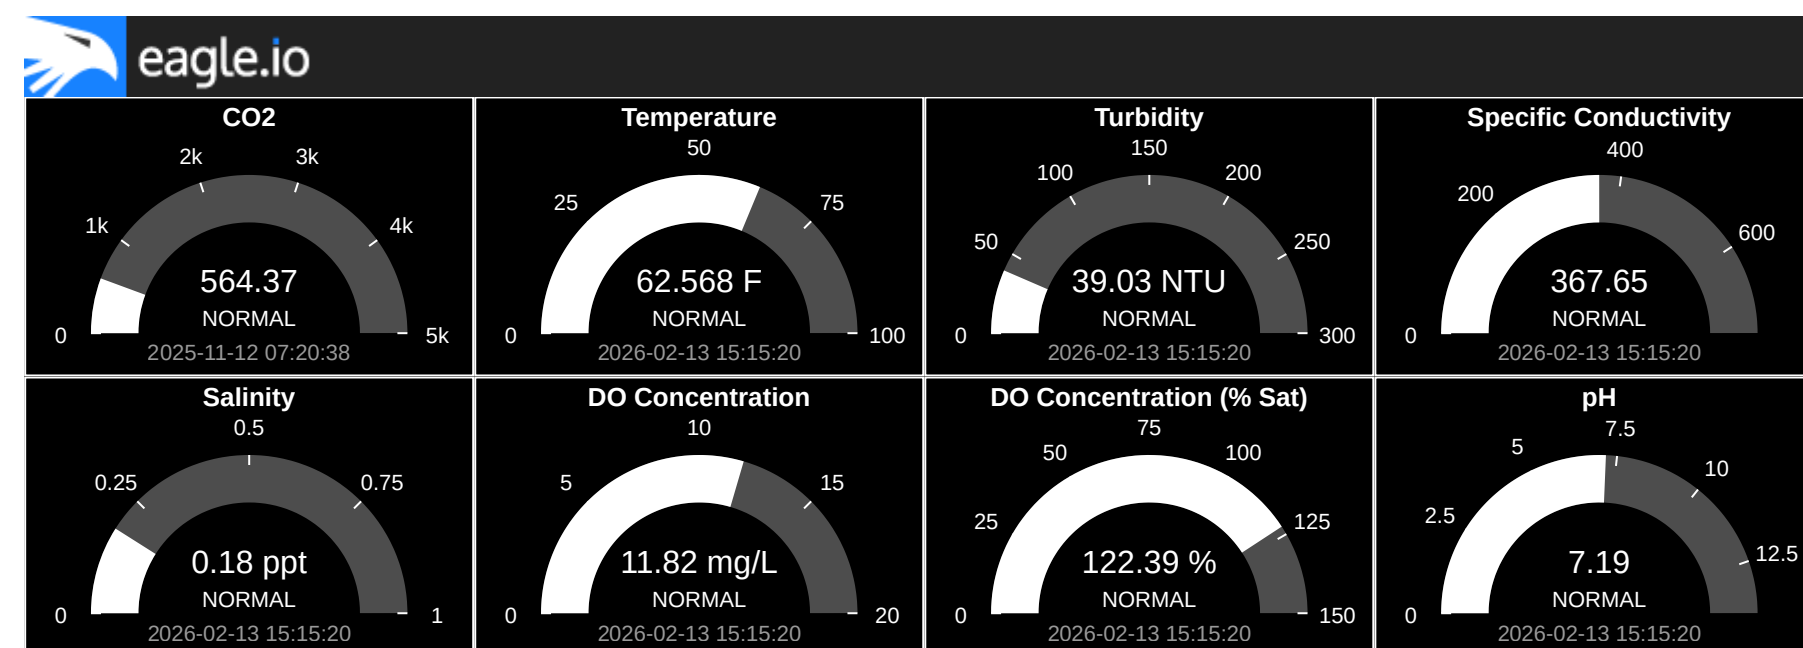 eagle.io
CO2
2k 3k
1k 4k
564.37
NORMAL
0 5k
2025-11-12 07:20:38
Temperature
50
25 75
62.568 F
NORMAL
0 100
2026-02-13 15:15:20
Turbidity
150
100 200
50 250
39.03 NTU
NORMAL
0 300
2026-02-13 15:15:20
Specific Conductivity
400
200
600
367.65
NORMAL
0
2026-02-13 15:15:20
Salinity
0.5
0.25 0.75
0.18 ppt
NORMAL
0 1
2026-02-13 15:15:20
DO Concentration
10
5 15
11.82 mg/L
NORMAL
0 20
2026-02-13 15:15:20
DO Concentration (% Sat)
75
50 100
25 125
122.39 %
NORMAL
0 150
2026-02-13 15:15:20
pH
7.5
5
10
2.5
12.5
7.19
NORMAL
0
2026-02-13 15:15:20